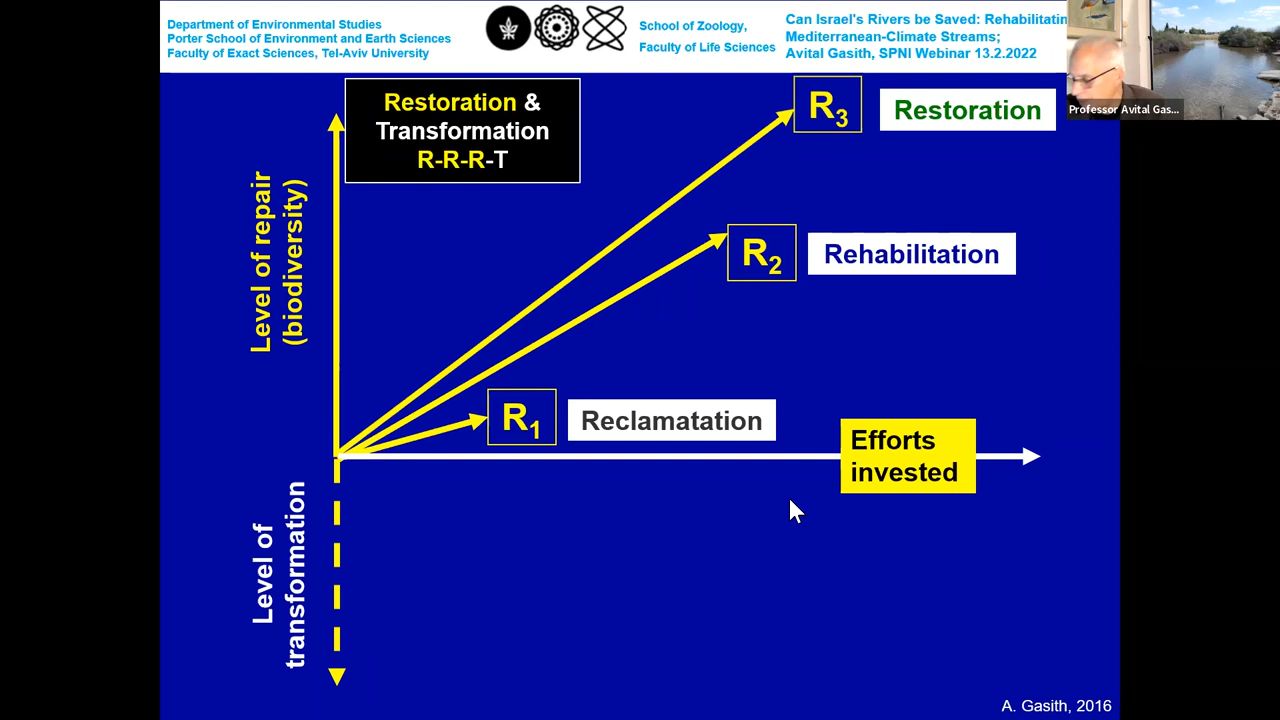 Department of Environmental Studies
Porter School of Environment and Earth Sciences
Faculty of Exact Sciences, Tel-Aviv University
School of Zoology,
Faculty of Life Sciences
Can Israel's Rivers be Saved: Rehabilitatin
Mediterranean-Climate Streams;
Avital Gasith, SPNI Webinar 13.2.2022
Professor Avital Gas...
Restoration &
Transformation
R-R-R-T
R3
Restoration
Level of repair
(biodiversity)
R2
Rehabilitation
R1
Reclamatation
Efforts
invested
Level of
transformation
A. Gasith, 2016